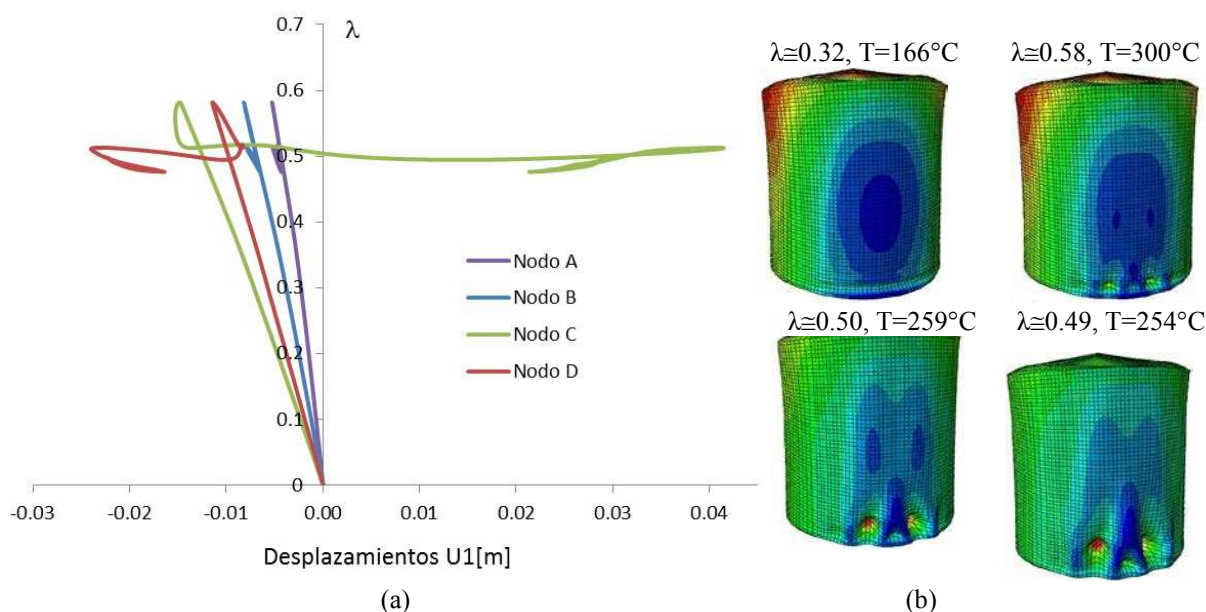 0.7
λ
0.6
0.5
0.4
0.3
0.2
0.1
0
-0.03 -0.02 -0.01 0.00 0.01 0.02 0.03 0.04
Nodo A
Nodo B
Nodo C
Nodo D
Desplazamientos U1[m]
(a)
λ≅0.32, T=166°C λ≅0.58, T=300°C
λ≅0.50, T=259°C λ≅0.49, T=254°C
(b)